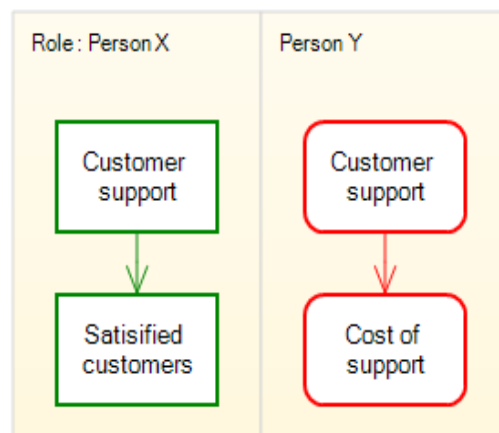 Role : Person X
Customer
support
Satisified
customers
Person Y
Customer
support
Cost of
support